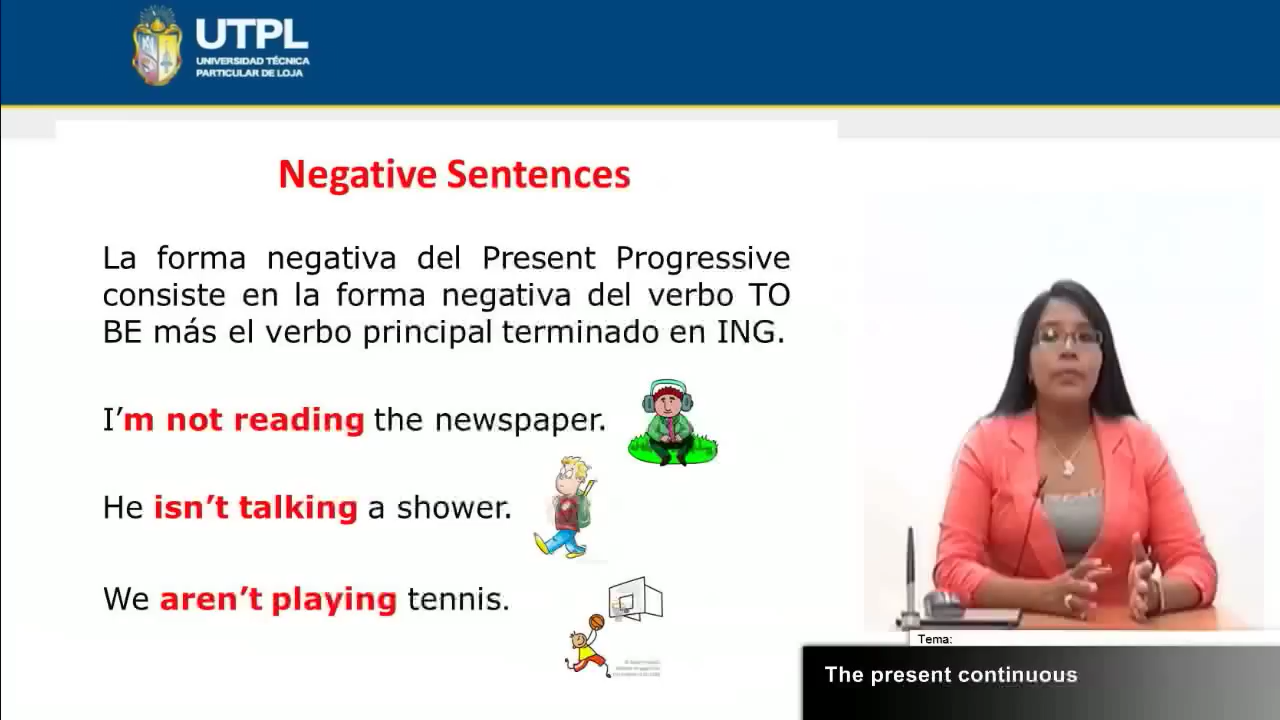 UTPL
UNIVERSIDAD TÉCNICA
PARTICULAR DE LOJA
Negative Sentences
La forma negativa del Present Progressive
consiste en la forma negativa del verbo TO
BE más el verbo principal terminado en ING.
I'm not reading the newspaper.
He isn't talking a shower.
We aren't playing tennis.
Tema:
The present continuous